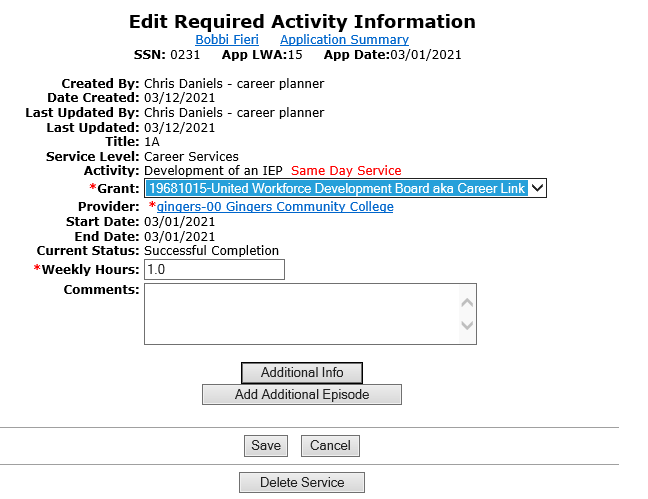 Edit Required Activity Information
Bobbi Fieri Application Summary
SSN: 0231 App LWA:15 App Date:03/01/2021
Created By: Chris Daniels - career planner
Date Created: 03/12/2021
Last Updated By: Chris Daniels - career planner
Last Updated: 03/12/2021
Title: 1A
Service Level: Career Services
Activity: Development of an IEP Same Day Service
*Grant: 19681015-United Workforce Development Board aka Career Link
Provider: *gingers-00 Gingers Community College
Start Date: 03/01/2021
End Date: 03/01/2021
Current Status: Successful Completion
*Weekly Hours: 1.0
Comments:
Additional Info
Add Additional Episode
Save Cancel
Delete Service